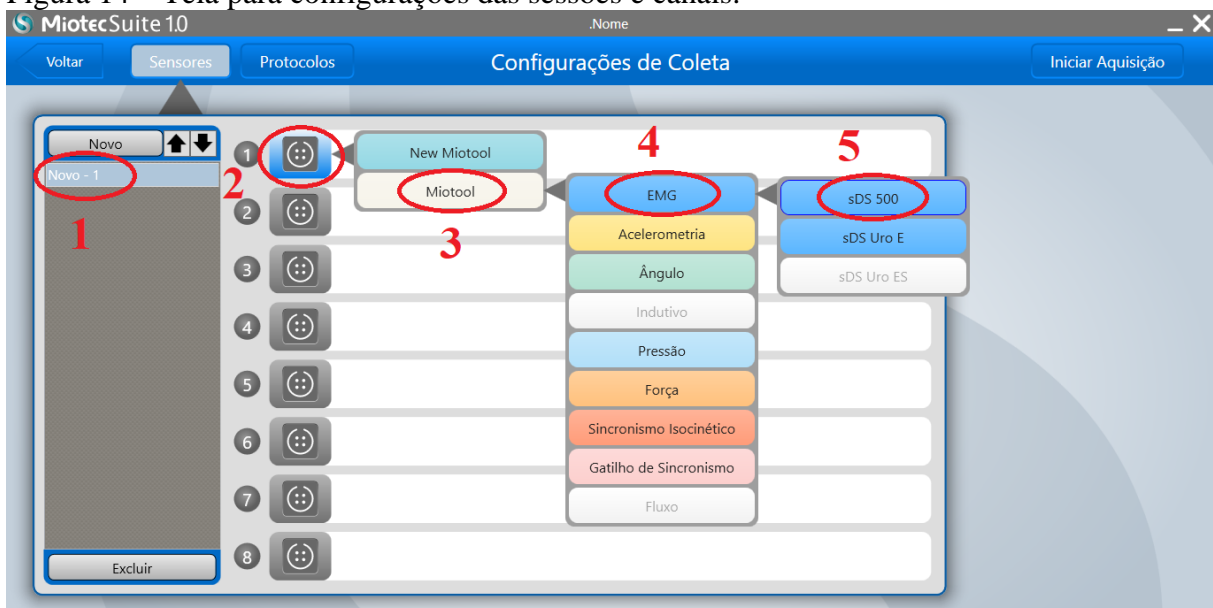 Figura 14 – Tela para configurações das sessões e canais.
MiotecSuite 1.0
.Nome
Voltar
Sensores
Protocolos
Configurações de Coleta
Iniciar Aquisição
Novo
Novo - 1
1
Excluir
1
2
3
4
5
6
7
8
2
New Miotool
Miotool
3
4
EMG
Acelerometria
Ângulo
Indutivo
Pressão
Força
Sincronismo Isocinético
Gatilho de Sincronismo
Fluxo
5
sDS 500
sDS Uro E
sDS Uro ES